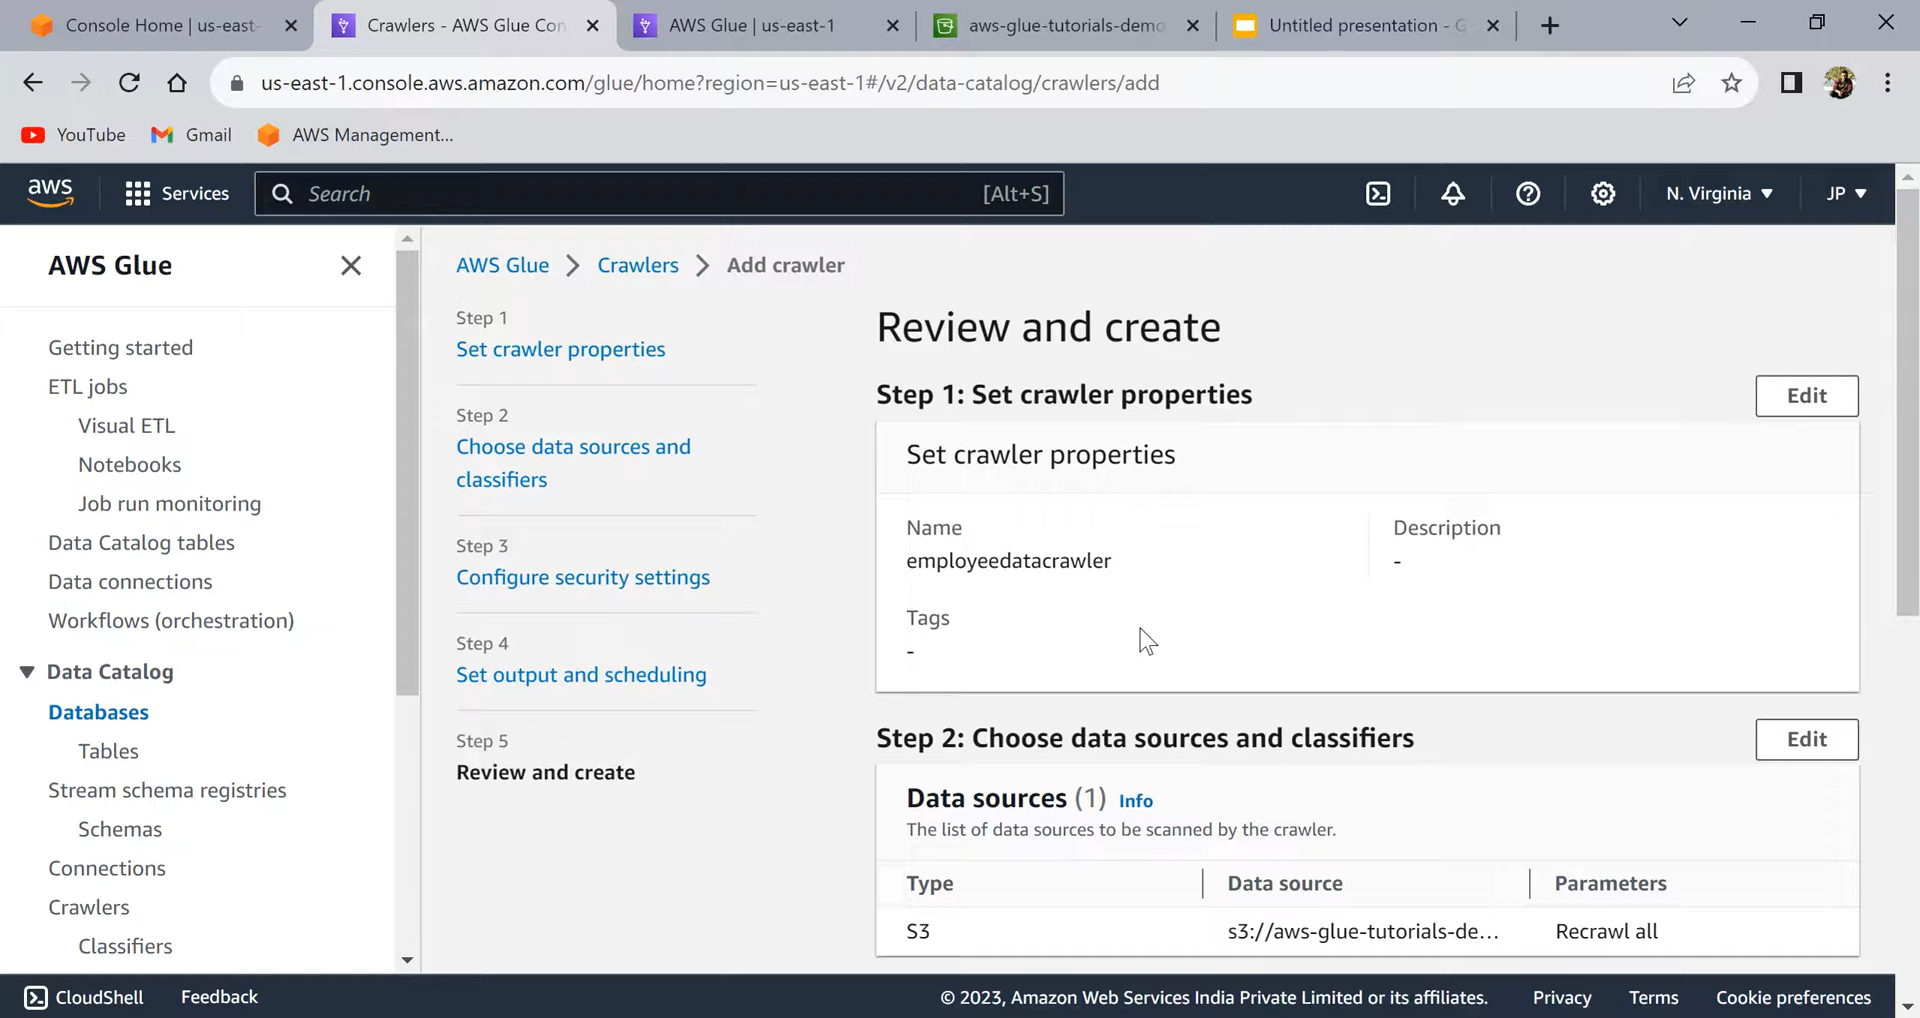 Console Home | us-east-
Crawlers - AWS Glue Con
AWS Glue | us-east-1
aws-glue-tutorials-demo
Untitled presentation - G
us-east-1.console.aws.amazon.com/glue/home?region=us-east-1#/v2/data-catalog/crawlers/add
YouTube
Gmail
AWS Management...
aws
Services
Search
[Alt+S]
N. Virginia
JP
AWS Glue
Getting started
ETL jobs
Visual ETL
Notebooks
Job run monitoring
Data Catalog tables
Data connections
Workflows (orchestration)
Data Catalog
Databases
Tables
Stream schema registries
Schemas
Connections
Crawlers
Classifiers
AWS Glue > Crawlers > Add crawler
Step 1
Set crawler properties
Step 2
Choose data sources and
classifiers
Step 3
Configure security settings
Step 4
Set output and scheduling
Step 5
Review and create
Review and create
Step 1: Set crawler properties
Edit
Set crawler properties
Name
employeedatacrawler
Description
-
Tags
-
Step 2: Choose data sources and classifiers
Edit
Data sources (1) Info
The list of data sources to be scanned by the crawler.
Type
Data source
Parameters
S3
s3://aws-glue-tutorials-de...
Recrawl all
CloudShell
Feedback
© 2023, Amazon Web Services India Private Limited or its affiliates.
Privacy
Terms
Cookie preferences